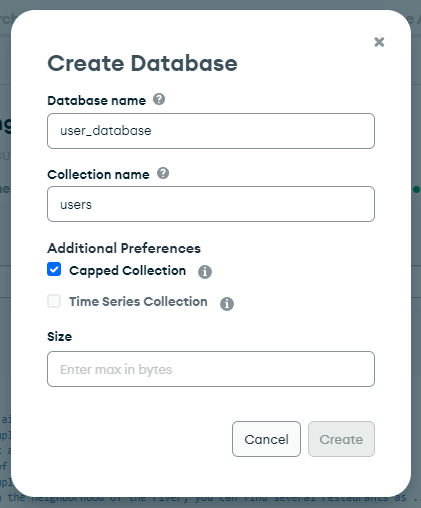 Create Database
Database name
user_database
Collection name
users
Additional Preferences
Capped Collection
Time Series Collection
Size
Enter max in bytes
Cancel
Create
the neighborhood of the river, you can find several restaurants as ..